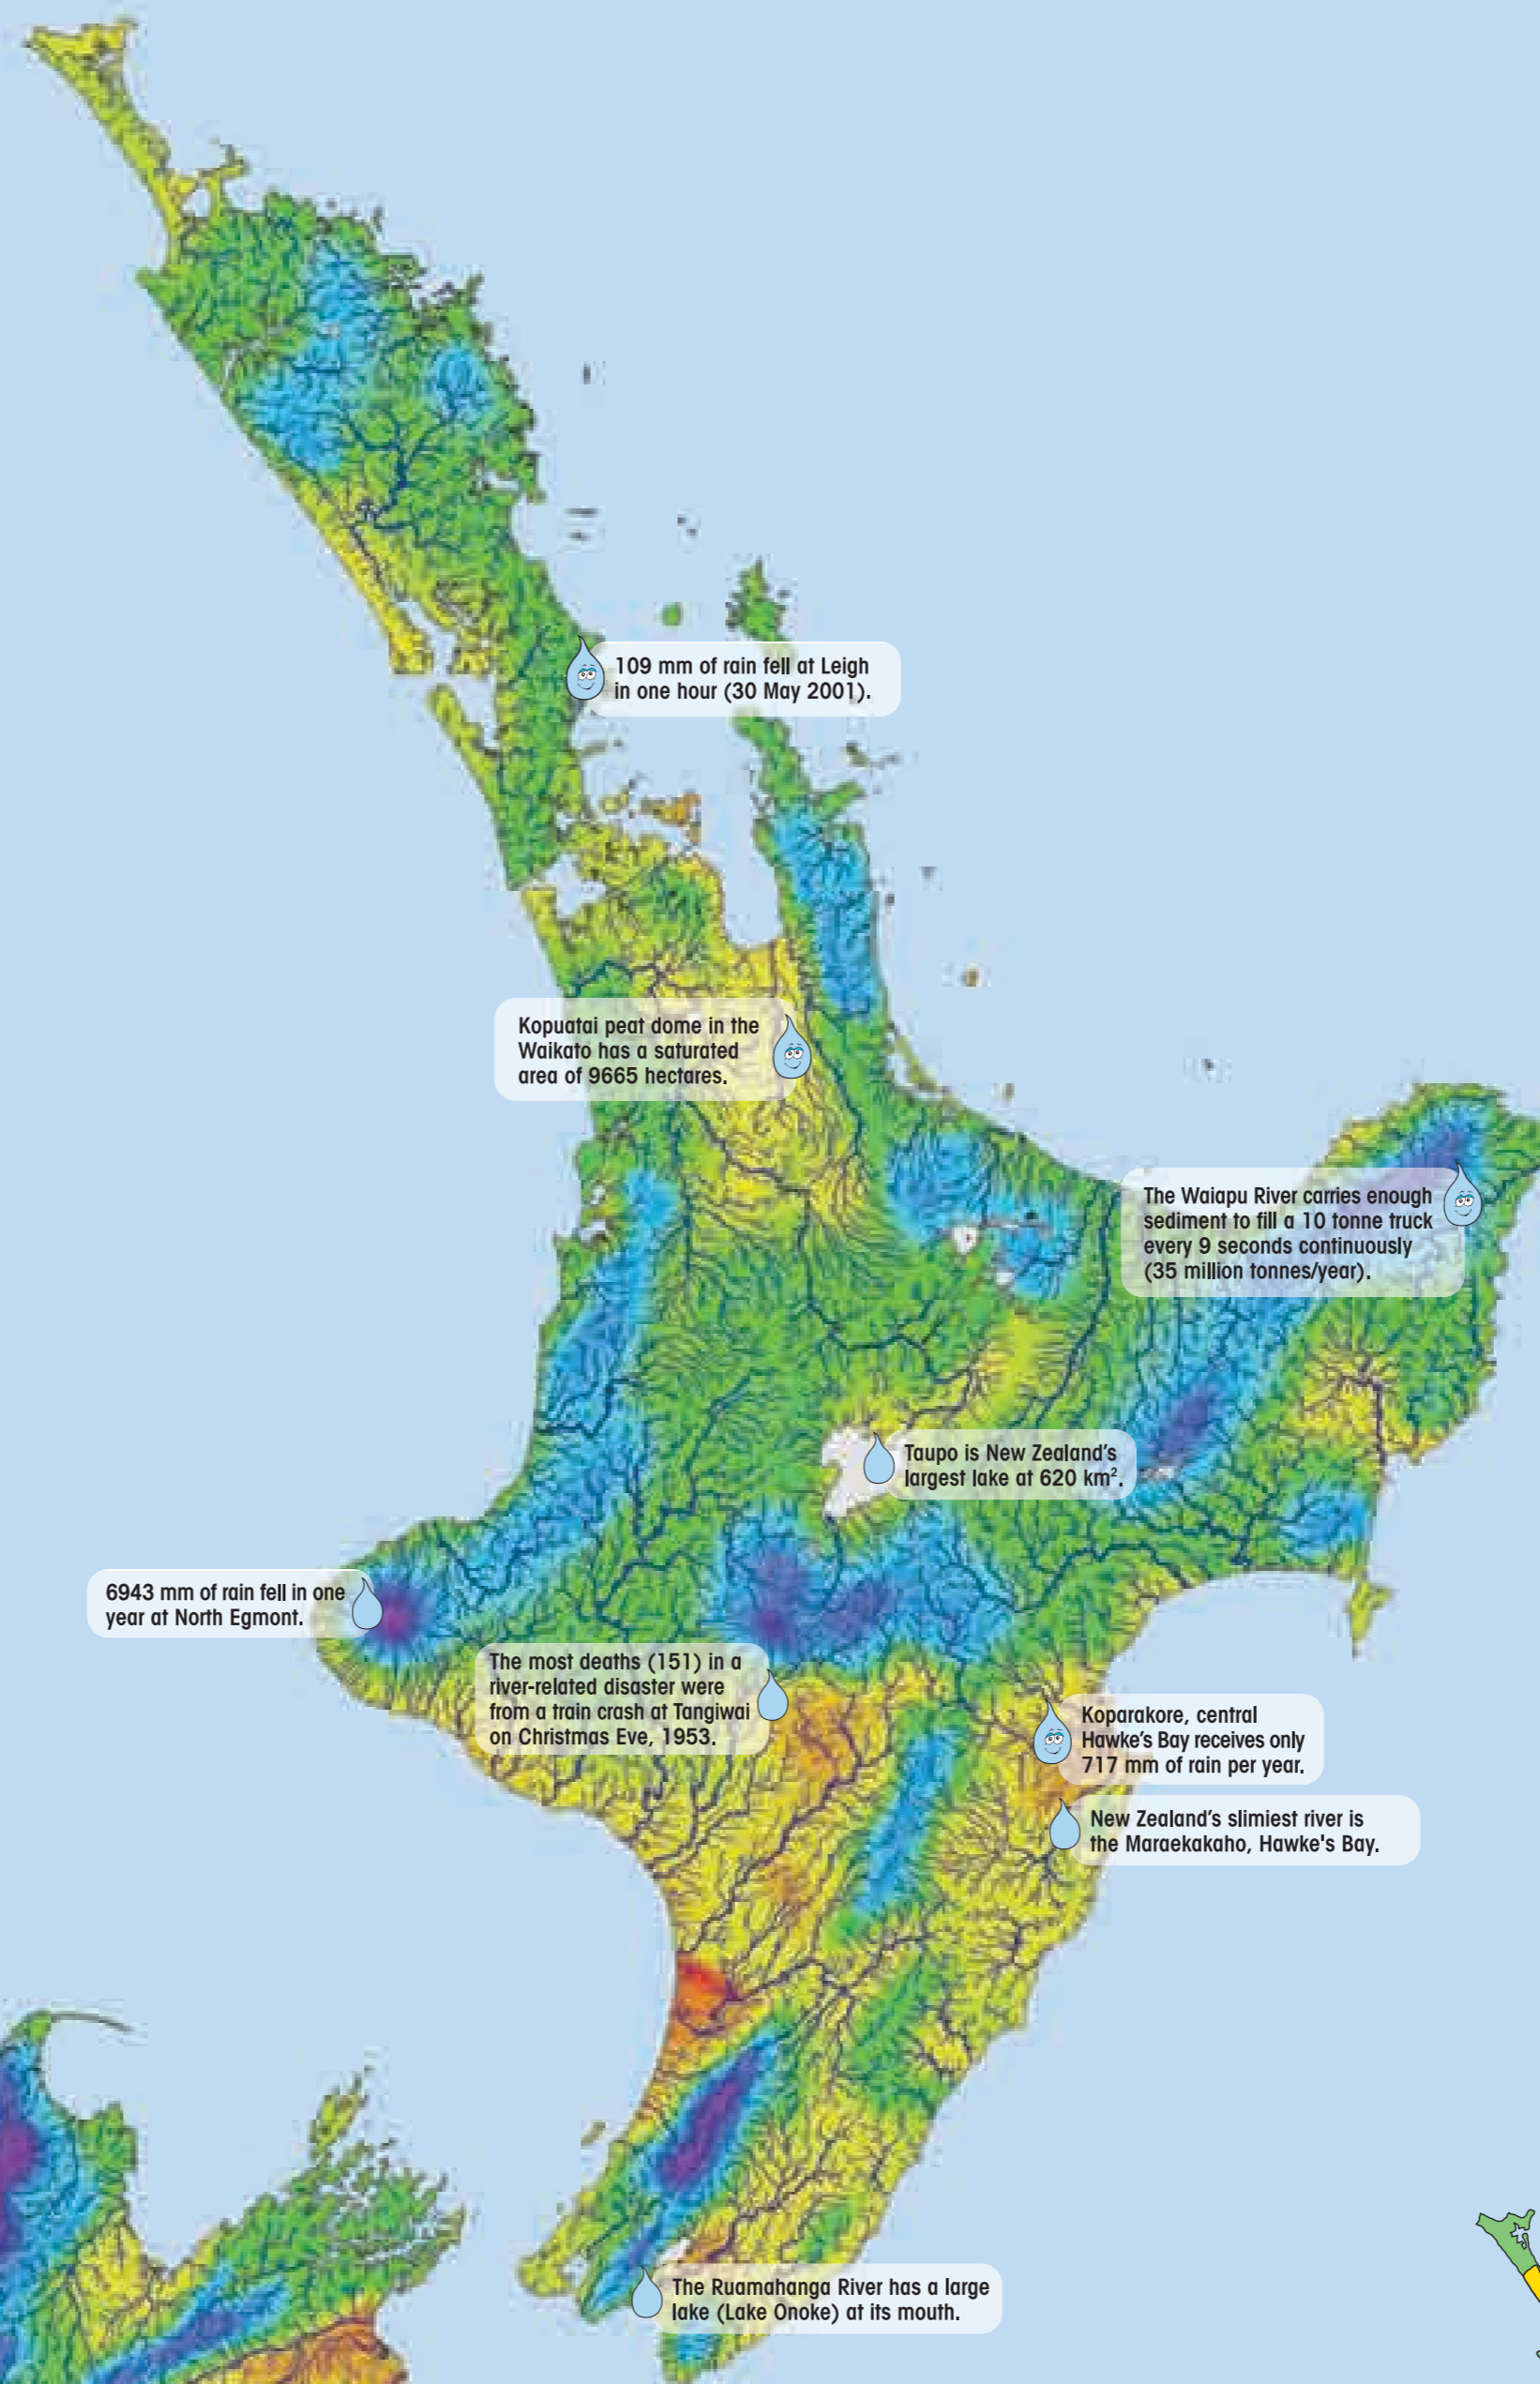 109 mm of rain fell at Leigh
in one hour (30 May 2001).
Kopuatai peat dome in the
Waikato has a saturated
area of 9665 hectares.
The Waiapu River carries enough
sediment to fill a 10 tonne truck
every 9 seconds continuously
(35 million tonnes/year).
Taupo is New Zealand's
largest lake at 620 km².
6943 mm of rain fell in one
year at North Egmont.
The most deaths (151) in a
river-related disaster were
from a train crash at Tangiwai
on Christmas Eve, 1953.
Koparakore, central
Hawke's Bay receives only
717 mm of rain per year.
New Zealand's slimiest river is
the Maraekakaho, Hawke's Bay.
The Ruamahanga River has a large
lake (Lake Onoke) at its mouth.